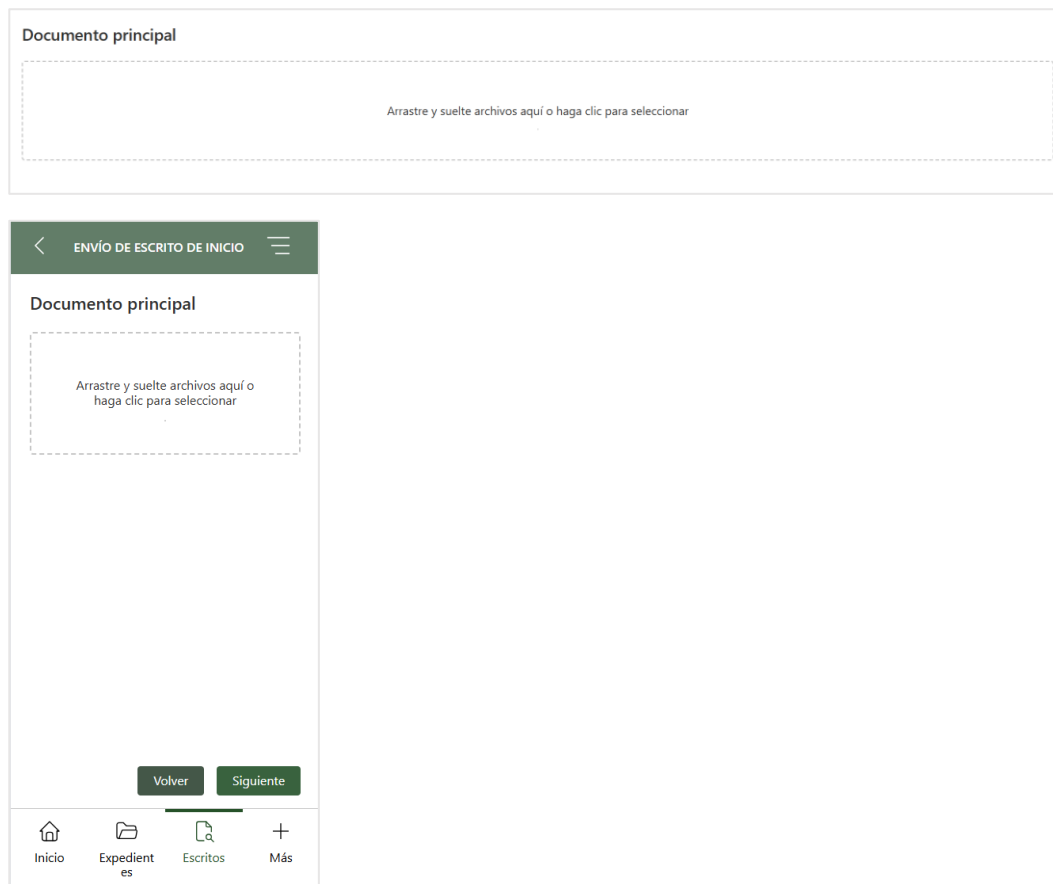 Documento principal
Arrastre y suelte archivos aquí o haga clic para seleccionar
ENVÍO DE ESCRITO DE INICIO
Documento principal
Arrastre y suelte archivos aquí o
haga clic para seleccionar
Volver
Siguiente
Inicio
Expedient
es
Escritos
Más